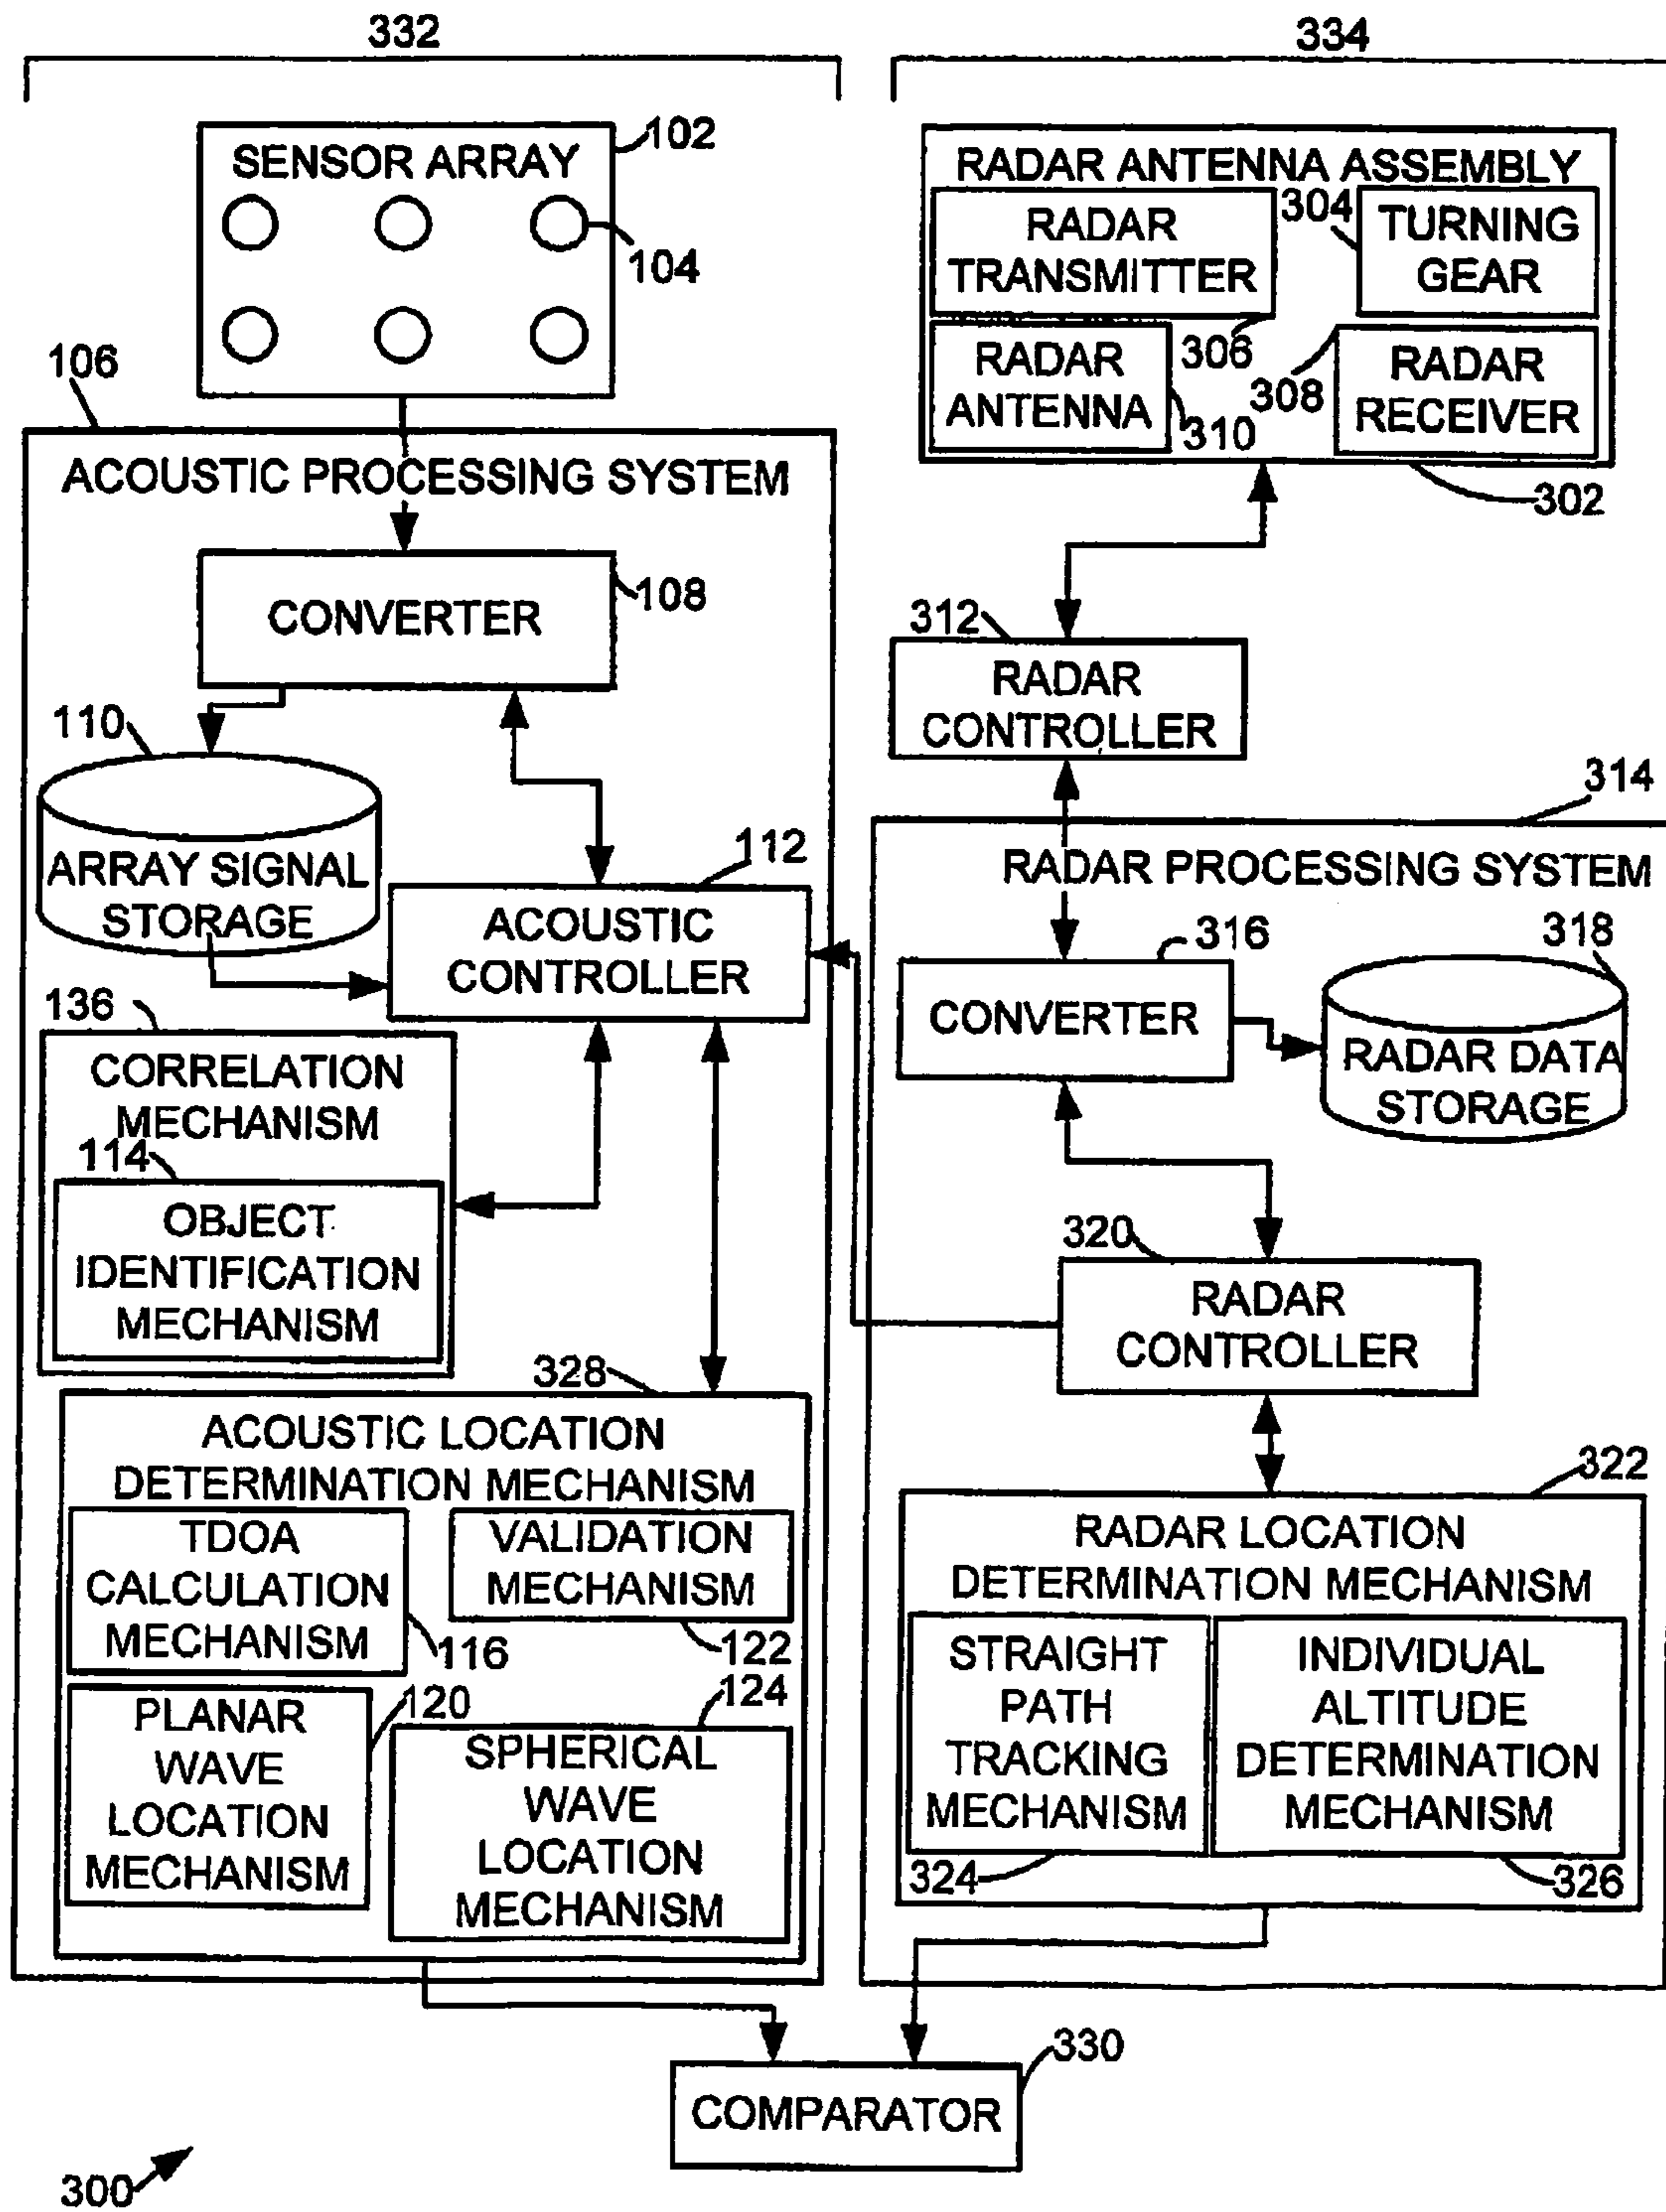 332
334
102
SENSOR ARRAY
104
RADAR ANTENNA ASSEMBLY
RADAR
TRANSMITTER
304
TURNING
GEAR
306
RADAR
ANTENNA
310
308
RADAR
RECEIVER
302
106
ACOUSTIC PROCESSING SYSTEM
CONVERTER
108
110
ARRAY SIGNAL
STORAGE
112
ACOUSTIC
CONTROLLER
136
CORRELATION
MECHANISM
114
OBJECT
IDENTIFICATION
MECHANISM
328
ACOUSTIC LOCATION
DETERMINATION MECHANISM
TDOA
CALCULATION
MECHANISM
116
VALIDATION
MECHANISM
122
PLANAR
WAVE
LOCATION
MECHANISM
120
124
SPHERICAL
WAVE
LOCATION
MECHANISM
312
RADAR
CONTROLLER
314
RADAR PROCESSING SYSTEM
316
CONVERTER
318
RADAR DATA
STORAGE
320
RADAR
CONTROLLER
322
RADAR LOCATION
DETERMINATION MECHANISM
STRAIGHT
PATH
TRACKING
MECHANISM
324
INDIVIDUAL
ALTITUDE
DETERMINATION
MECHANISM
326
330
COMPARATOR
300